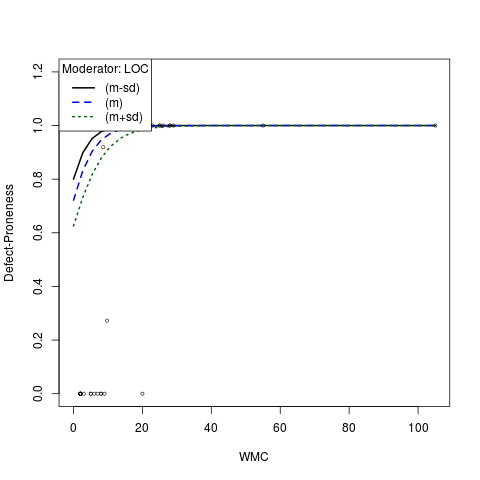 Moderator: LOC
(m-sd)
(m)
(m+sd)
1.2
1.0
0.8
0.6
0.4
0.2
0.0
Defect-Proneness
0 20 40 60 80 100
WMC